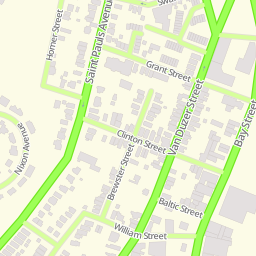 Swa
Homer Street
Saint Pauls Avenue
Grant Street
Van Duzer Street
Bay Street
Clinton Street
Nixon Avenue
Brewster Street
Baltic Street
William Street